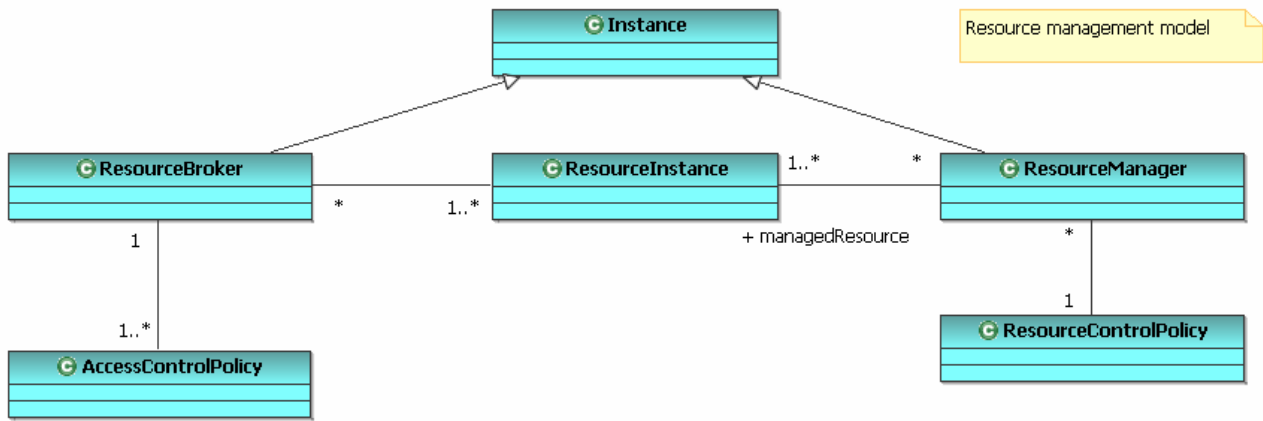 Instance
Resource management model
ResourceBroker
ResourceInstance
1..*
*
ResourceManager
*
1..*
+ managedResource
1
*
1..*
1
AccessControlPolicy
ResourceControlPolicy